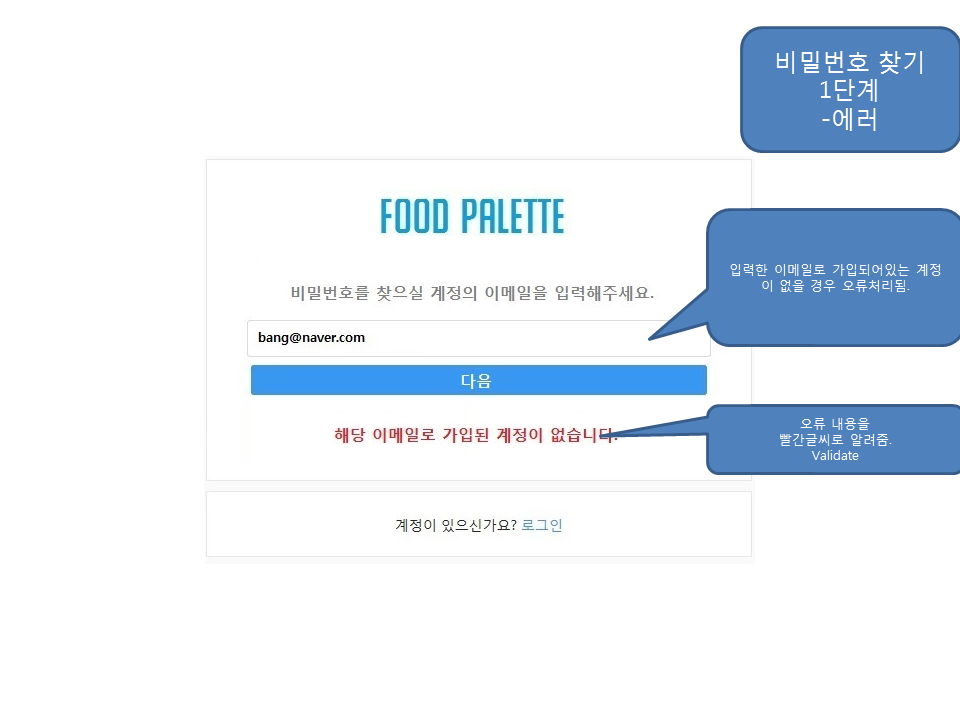 비밀번호 찾기
1단계
-에러
FOOD PALETTE
입력한 이메일로 가입되어있는 계정
이 없을 경우 오류처리됨.
비밀번호를 찾으실 계정의 이메일을 입력해주세요.
bang@naver.com
다음
오류 내용을
빨간글씨로 알려줌.
Validate
해당 이메일로 가입된 계정이 없습니다.
계정이 있으신가요? 로그인